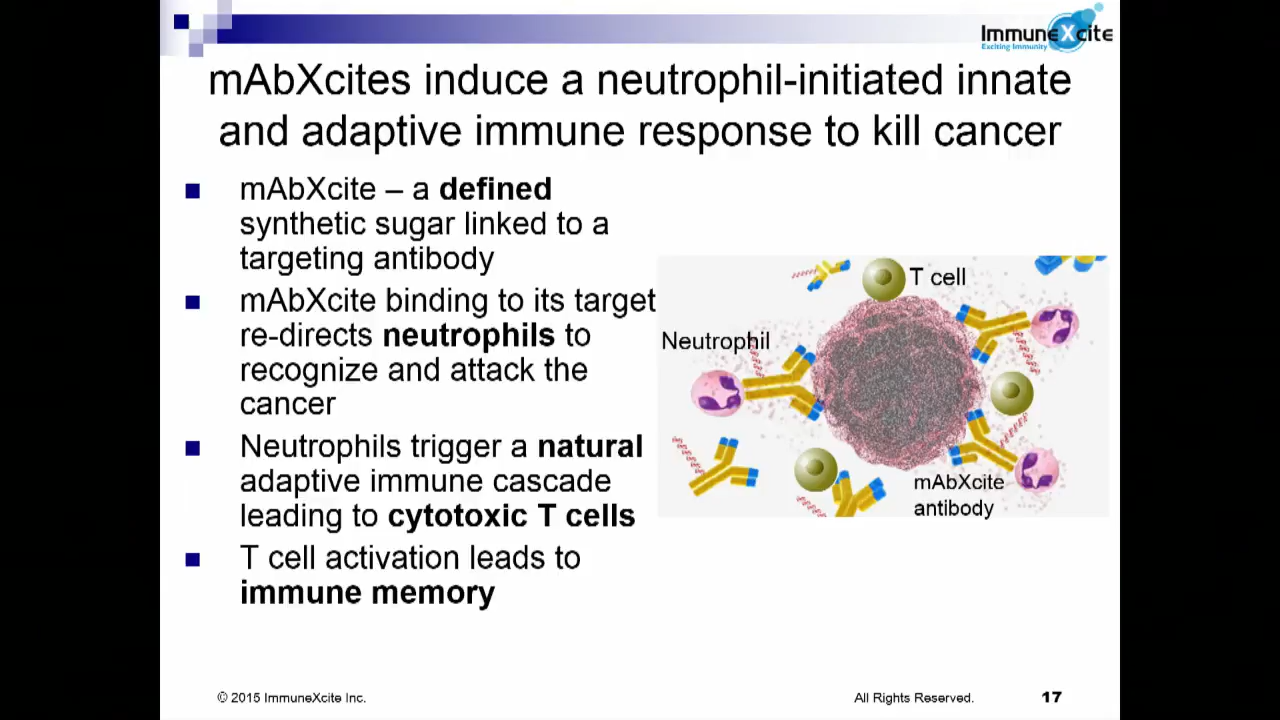 ImmuneXcite
Exciting Immunity
mAbXcites induce a neutrophil-initiated innate
and adaptive immune response to kill cancer
mAbXcite – a defined
synthetic sugar linked to a
targeting antibody
mAbXcite binding to its target
re-directs neutrophils to
recognize and attack the
cancer
Neutrophils trigger a natural
adaptive immune cascade
leading to cytotoxic T cells
T cell activation leads to
immune memory
T cell
Neutrophil
mAbXcite
antibody
© 2015 ImmuneXcite Inc.
All Rights Reserved.
17